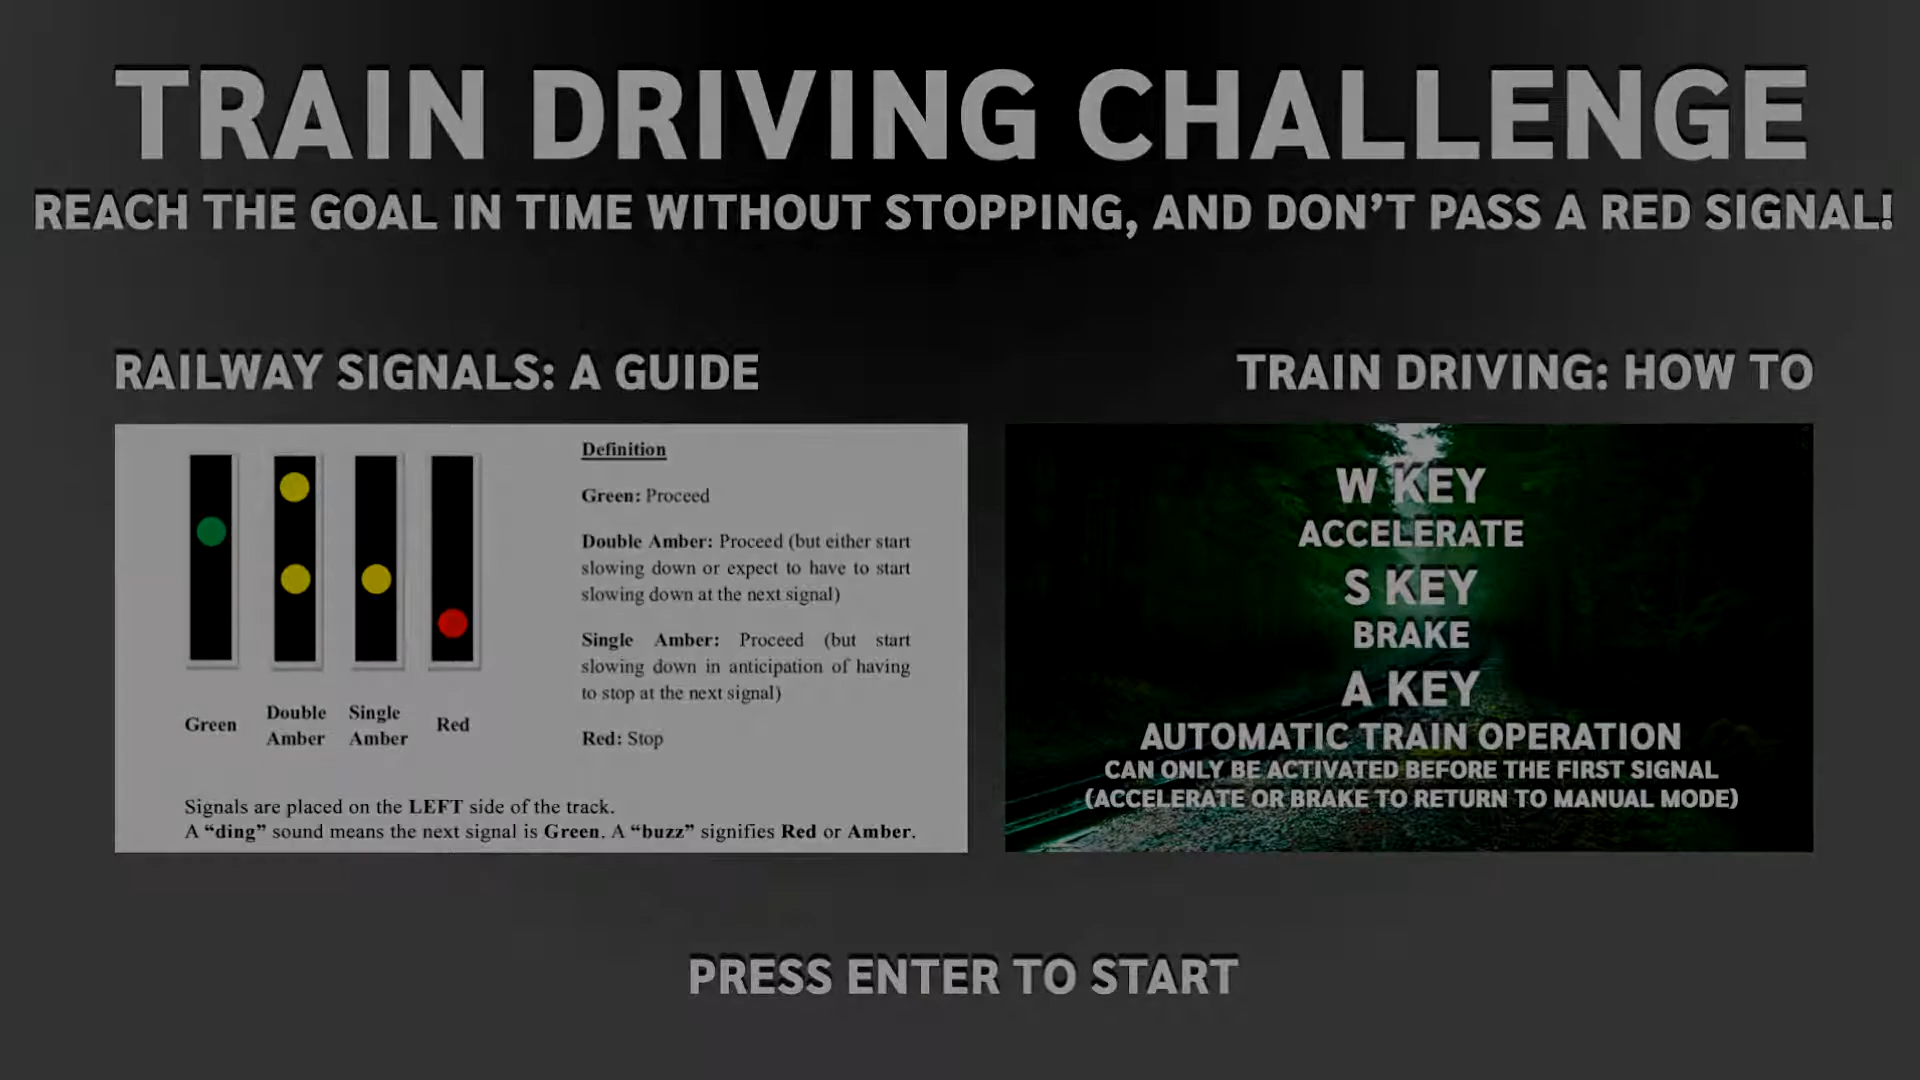 TRAIN DRIVING CHALLENGE
REACH THE GOAL IN TIME WITHOUT STOPPING, AND DON'T PASS A RED SIGNAL!
RAILWAY SIGNALS: A GUIDE
Green
Double
Amber
Single
Amber
Red
Definition
Green: Proceed
Double Amber: Proceed (but either start
slowing down or expect to have to start
slowing down at the next signal)
Single Amber: Proceed (but start
slowing down in anticipation of having
to stop at the next signal)
Red: Stop
Signals are placed on the LEFT side of the track.
A “ding” sound means the next signal is Green. A “buzz” signifies Red or Amber.
TRAIN DRIVING: HOW TO
W KEY
ACCELERATE
S KEY
BRAKE
A KEY
AUTOMATIC TRAIN OPERATION
CAN ONLY BE ACTIVATED BEFORE THE FIRST SIGNAL
(ACCELERATE OR BRAKE TO RETURN TO MANUAL MODE)
PRESS ENTER TO START